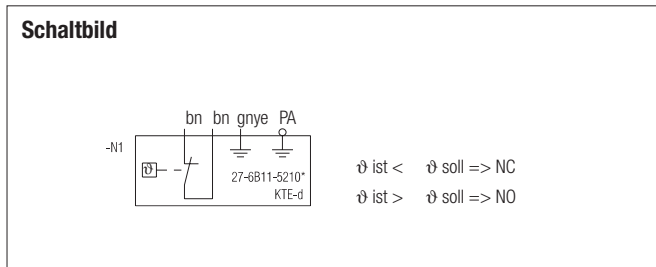 Schaltbild
bn bn gnye PA
-N1
ϑ
27-6B11-5210*
KTE-d
ϑ ist < ϑ soll => NC
ϑ ist > ϑ soll => NO